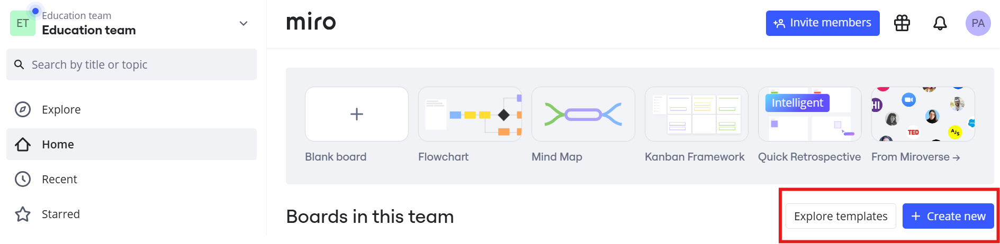 ET
Education team
Education team
miro
Invite members
PA
Search by title or topic
Explore
Home
Recent
Starred
Intelligent
HI
TED
AJS
Blank board
Flowchart
Mind Map
Kanban Framework
Quick Retrospective
From Miroverse →
Boards in this team
Explore templates
+ Create new